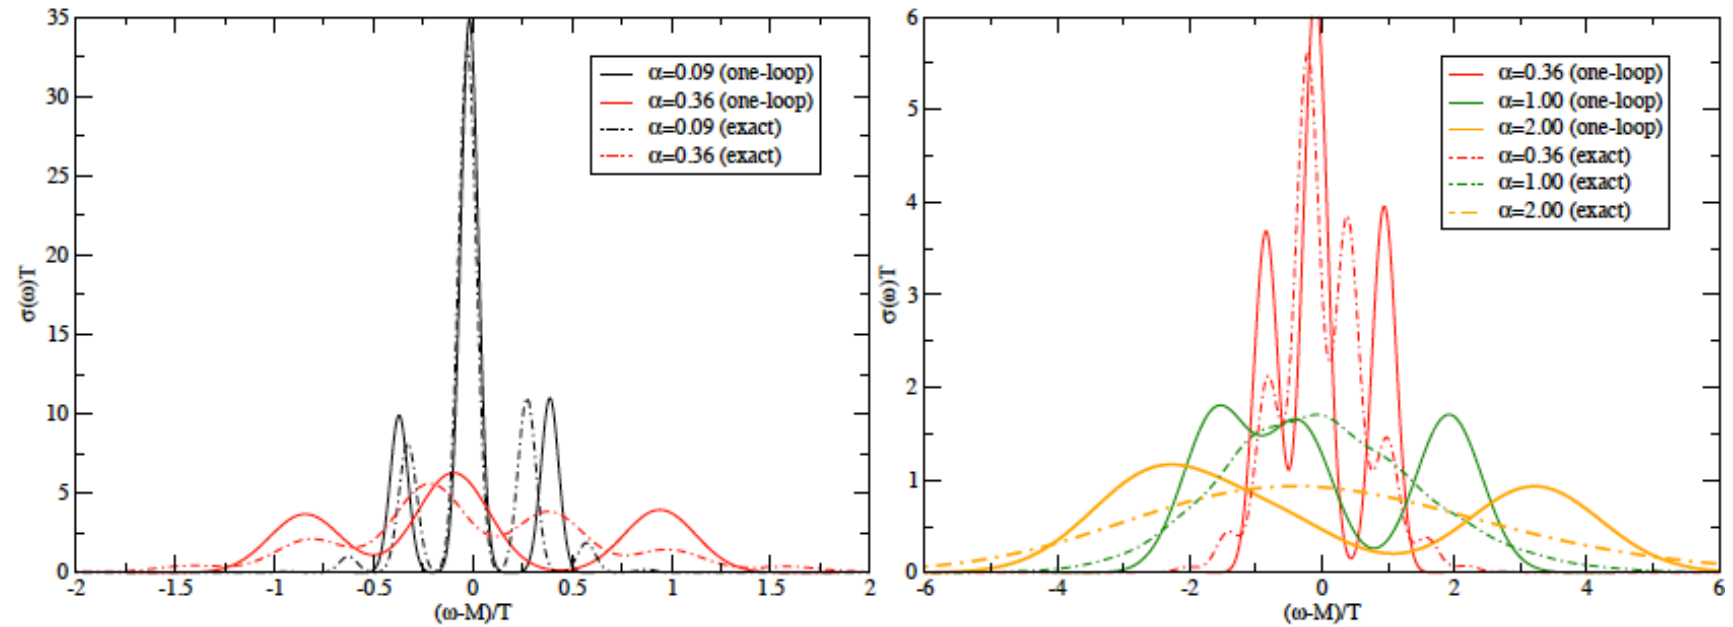 35
30
25
20
15
10
5
0
σ(ω)T
α=0.09 (one-loop)
α=0.36 (one-loop)
α=0.09 (exact)
α=0.36 (exact)
-2
-1.5
-1
-0.5
0
0.5
1
1.5
2
(ω-M)/T
6
5
4
3
2
1
0
σ(ω)T
α=0.36 (one-loop)
α=1.00 (one-loop)
α=2.00 (one-loop)
α=0.36 (exact)
α=1.00 (exact)
α=2.00 (exact)
-6
-4
-2
0
2
4
6
(ω-M)/T